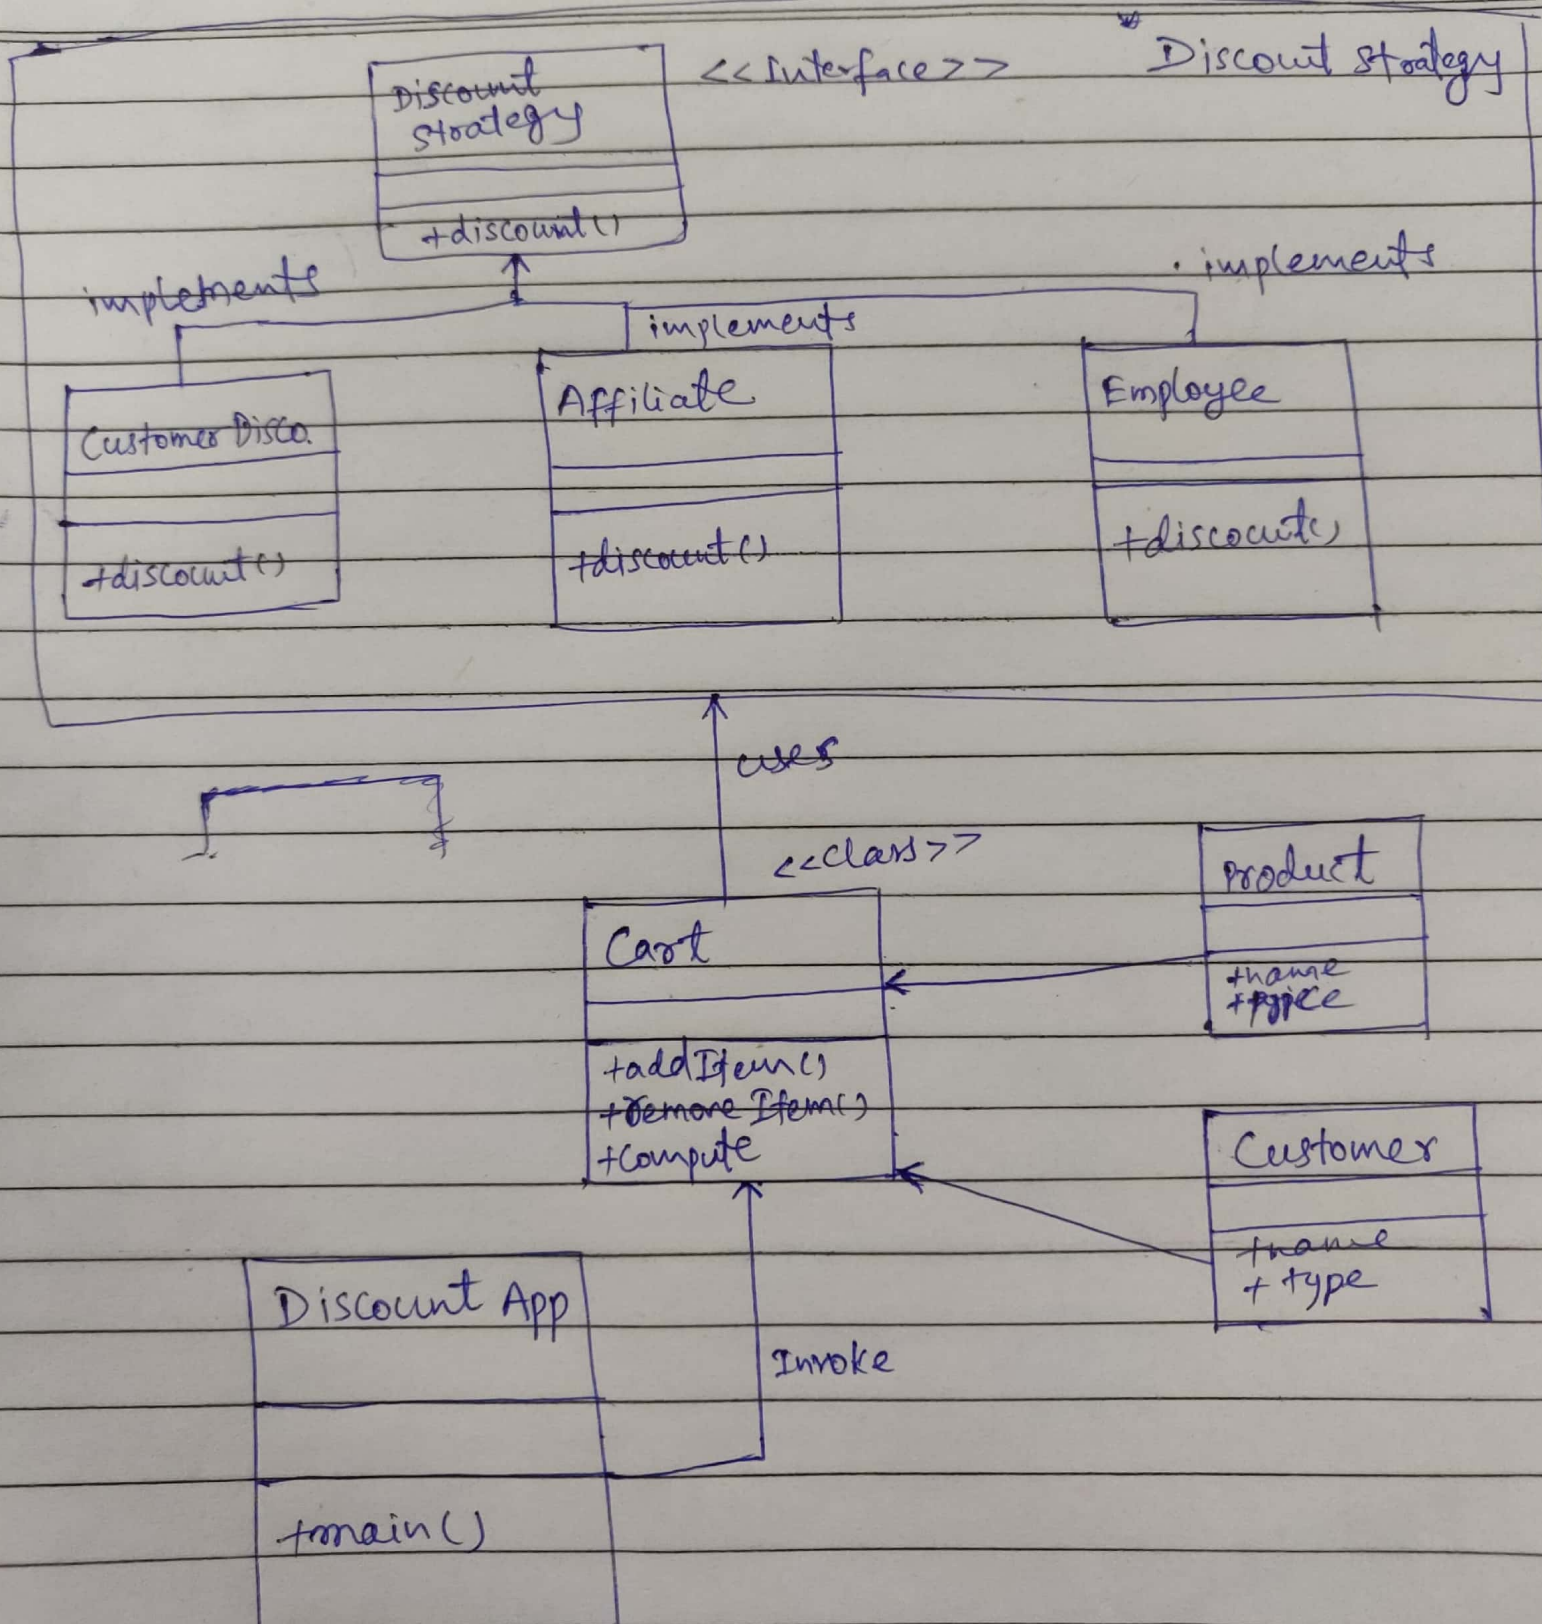 <<Interface>>
Discount Strategy
Discount
Strategy
+discount()
implements
implements
implements
Customer Disco.
+discount()
Affiliate
+discount()
Employee
+discount()
uses
<<class>>
Cart
+addItem()
+remove Item()
+Compute
Product
+name
+price
Customer
+name
+ type
Discount App
+main()
Invoke